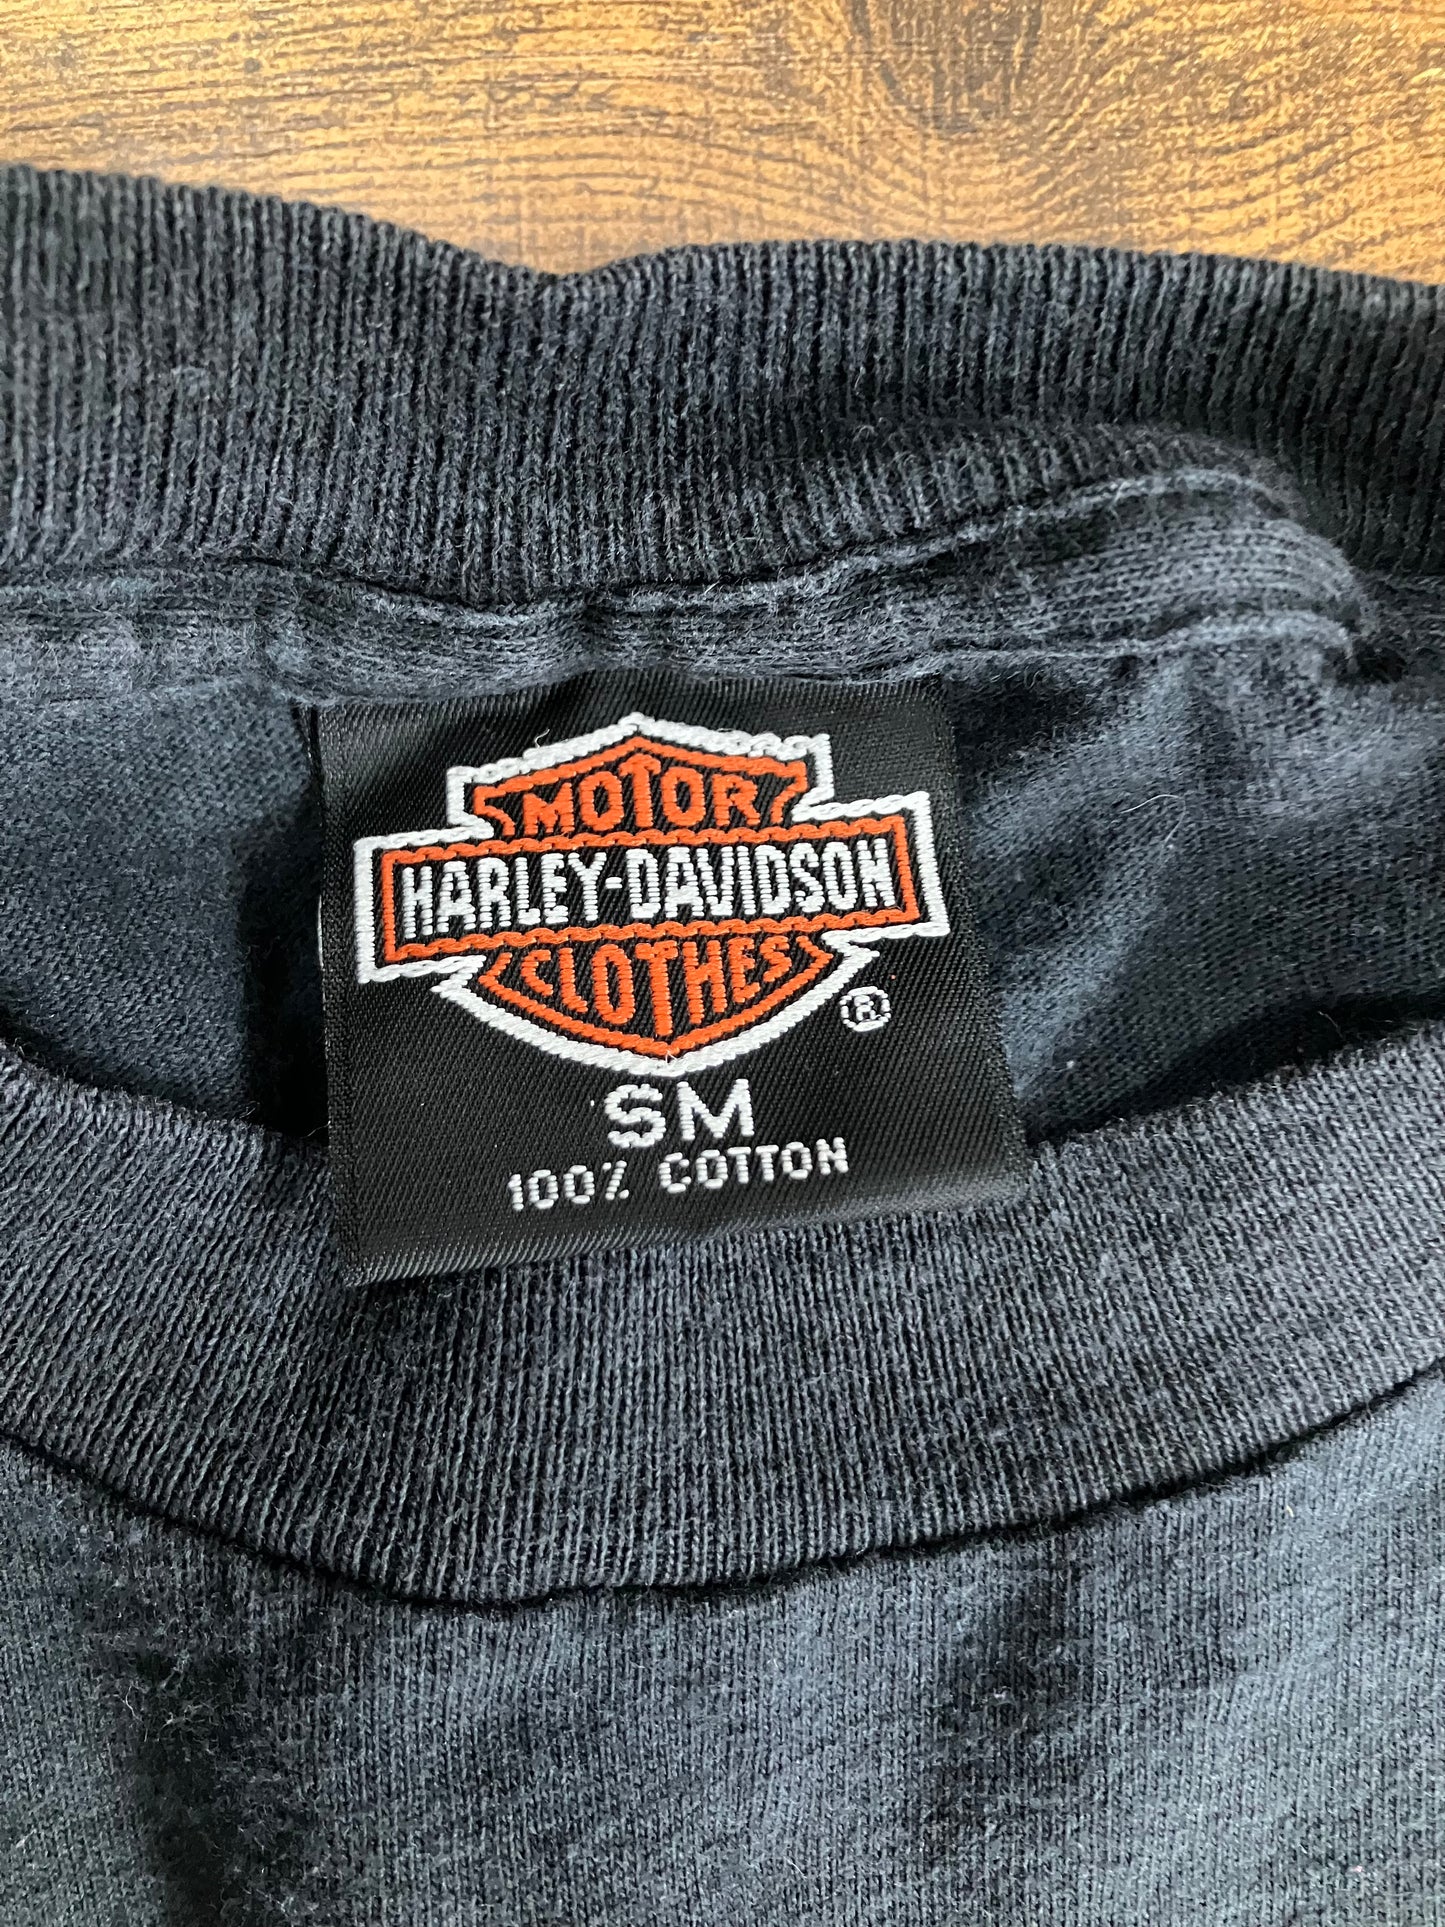 MOTOR
HARLEY-DAVIDSON
CLOTHES
®
SM
100% COTTON